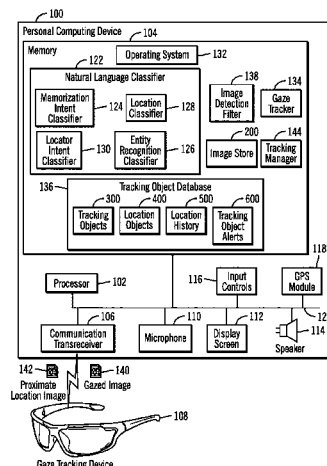 100
Personal Computing Device
104
Memory
Operating System
132
122
Natural Language Classifier
Memorization
Intent
Classifier
124
Location
Classifier
128
Locator
Intent
Classifier
130
Entity
Recognition
Classifier
126
138
Image
Detection
Filter
134
Gaze
Tracker
200
Image Store
144
Tracking
Manager
136
Tracking Object Database
300
Tracking
Objects
400
Location
Objects
500
Location
History
600
Tracking
Object
Alerts
Processor
102
116
Input
Controls
118
GPS
Module
106
Communication
Transreceiver
110
Microphone
112
Display
Screen
12
114
Speaker
142
Proximate
Location Image
140
Gazed Image
108
Gaze Tracking Device